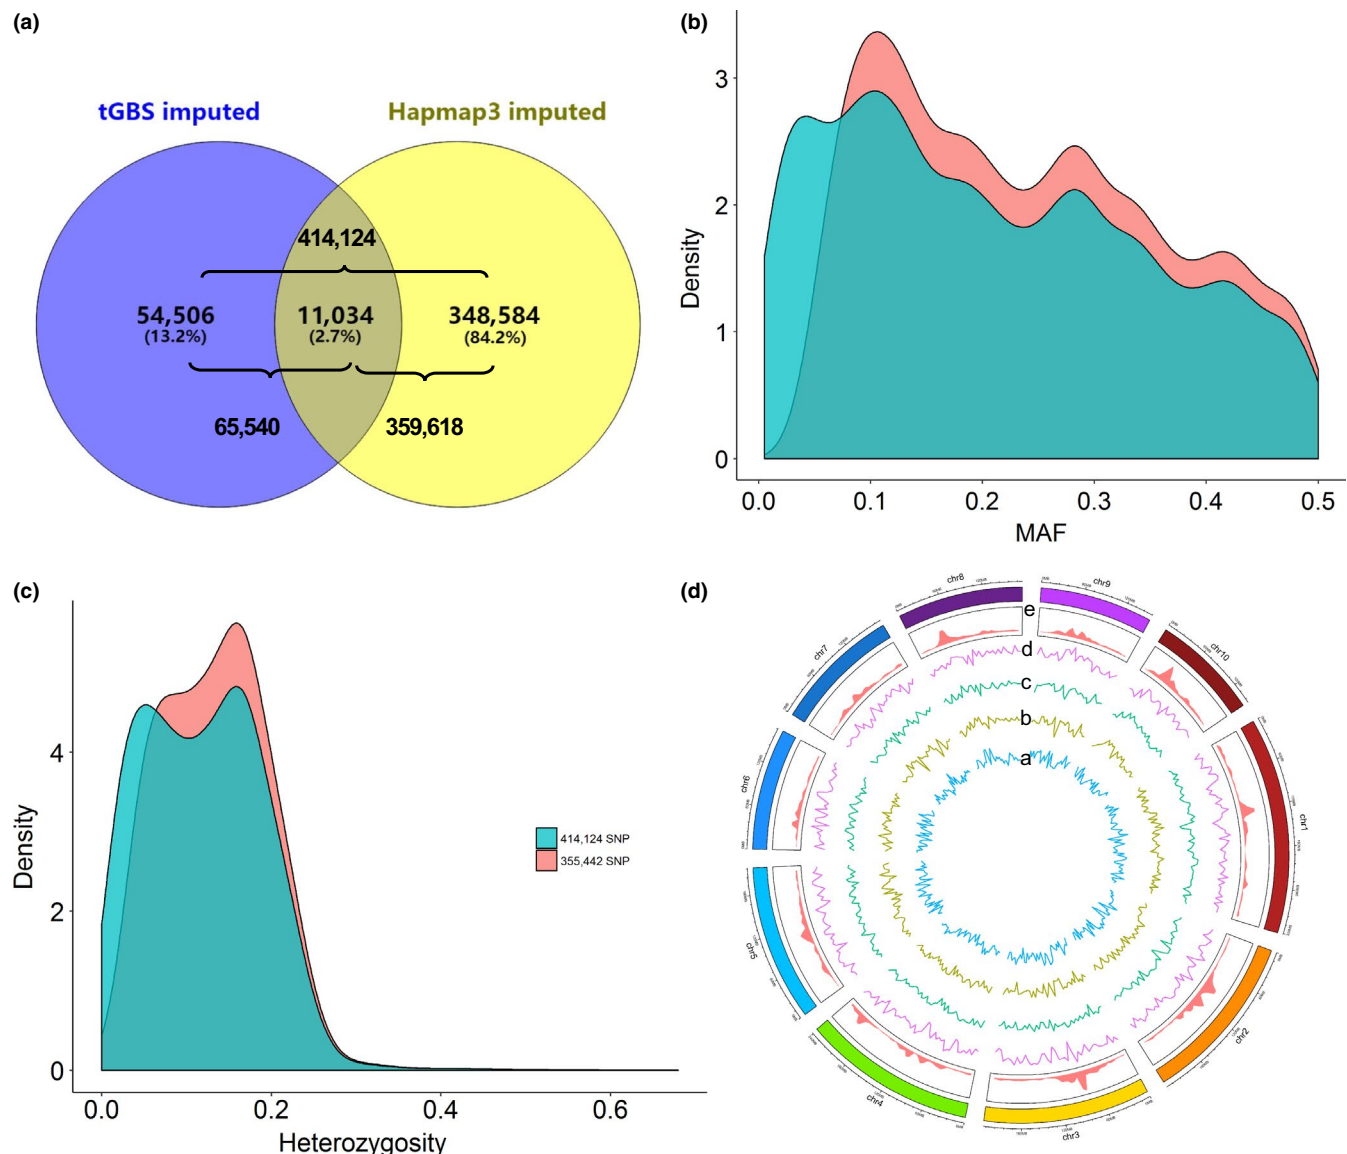 (a)
tGBS imputed
Hapmap3 imputed
414,124
54,506
(13.2%)
11,034
(2.7%)
348,584
(84.2%)
65,540
359,618
(b)
3
2
1
0
Density
0.0 0.1 0.2 0.3 0.4 0.5
MAF
(c)
4
2
0
Density
0.0 0.2 0.4 0.6
Heterozygosity
414,124 SNP
355,442 SNP
(d)
chr8
chr9
chr10
chr1
chr2
chr3
chr4
chr5
chr6
chr7
e
d
c
b
a